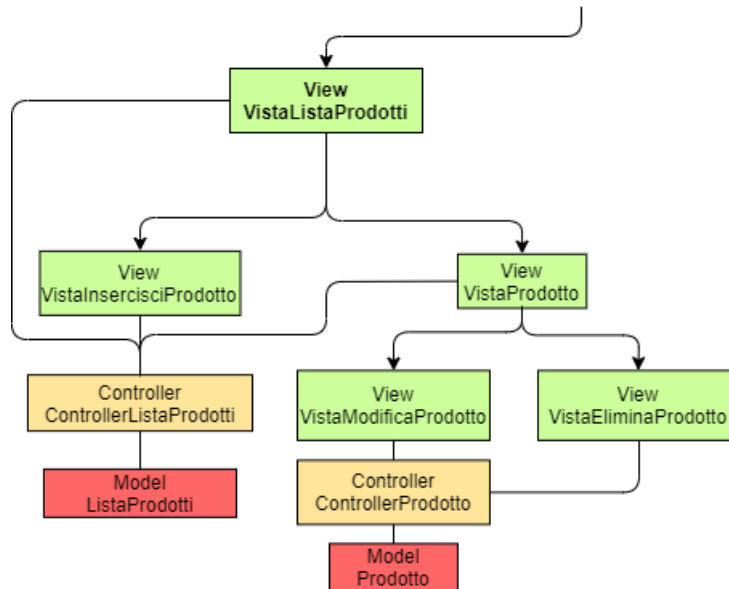 View
VistaListaProdotti
View
VistaInsercisciProdotto
View
VistaProdotto
Controller
ControllerListaProdotti
View
VistaModificaProdotto
View
VistaEliminaProdotto
Model
ListaProdotti
Controller
ControllerProdotto
Model
Prodotto